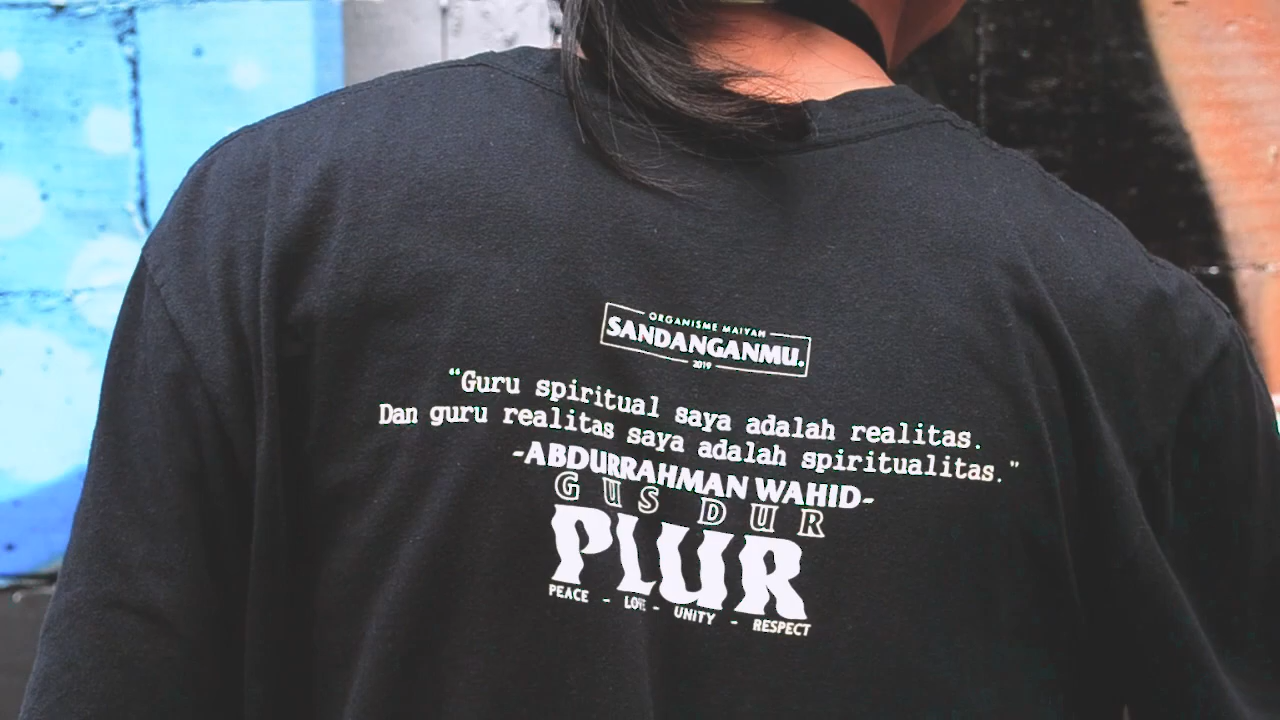 ORGANISME MAIYAH
SANDANGANMU.
2019
“Guru spiritual saya adalah realitas.
Dan guru realitas saya adalah spiritualitas."
-ABDURRAHMAN WAHID-
GUS DUR
PLUR
PEACE - LOVE - UNITY - RESPECT